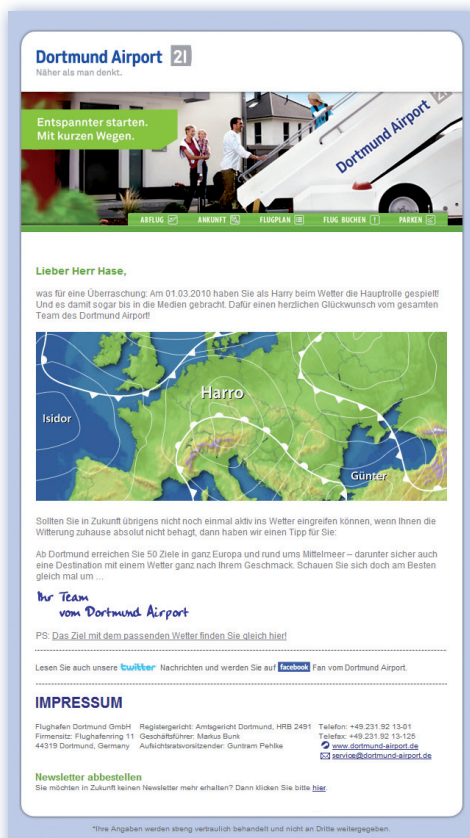 Dortmund Airport 21
Näher als man denkt.
Entspannter starten.
Mit kurzen Wegen.
Dortmund Airport 21
ABFLUG ANKUNFT FLUGPLAN FLUG BUCHEN PARKEN
Lieber Herr Hase,
was für eine Überraschung: Am 01.03.2010 haben Sie als Harry beim Wetter die Hauptrolle gespielt!
Und es damit sogar bis in die Medien gebracht. Dafür einen herzlichen Glückwunsch vom gesamten
Team des Dortmund Airport!
Harro
Isidor
Günter
Sollten Sie in Zukunft übrigens nicht noch einmal aktiv ins Wetter eingreifen können, wenn Ihnen die
Witterung zuhause absolut nicht behagt, dann haben wir einen Tipp für Sie:
Ab Dortmund erreichen Sie 50 Ziele in ganz Europa und rund ums Mittelmeer – darunter sicher auch
eine Destination mit einem Wetter ganz nach Ihrem Geschmack. Schauen Sie sich doch am Besten
gleich mal um ...
Ihr Team
vom Dortmund Airport
PS: Das Ziel mit dem passenden Wetter finden Sie gleich hier!
Lesen Sie auch unsere twitter Nachrichten und werden Sie auf facebook Fan vom Dortmund Airport.
IMPRESSUM
Flughafen Dortmund GmbH Registergericht: Amtsgericht Dortmund, HRB 2491 Telefon: +49.231.92 13-01
Firmensitz: Flughafenring 11 Geschäftsführer: Markus Bunk Telefax: +49.231.92 13-125
44319 Dortmund, Germany Aufsichtsratsvorsitzender: Guntram Pehlke www.dortmund-airport.de
service@dortmund-airport.de
Newsletter abbestellen
Sie möchten in Zukunft keinen Newsletter mehr erhalten? Dann klicken Sie bitte hier.
*Ihre Angaben werden streng vertraulich behandelt und nicht an Dritte weitergegeben.